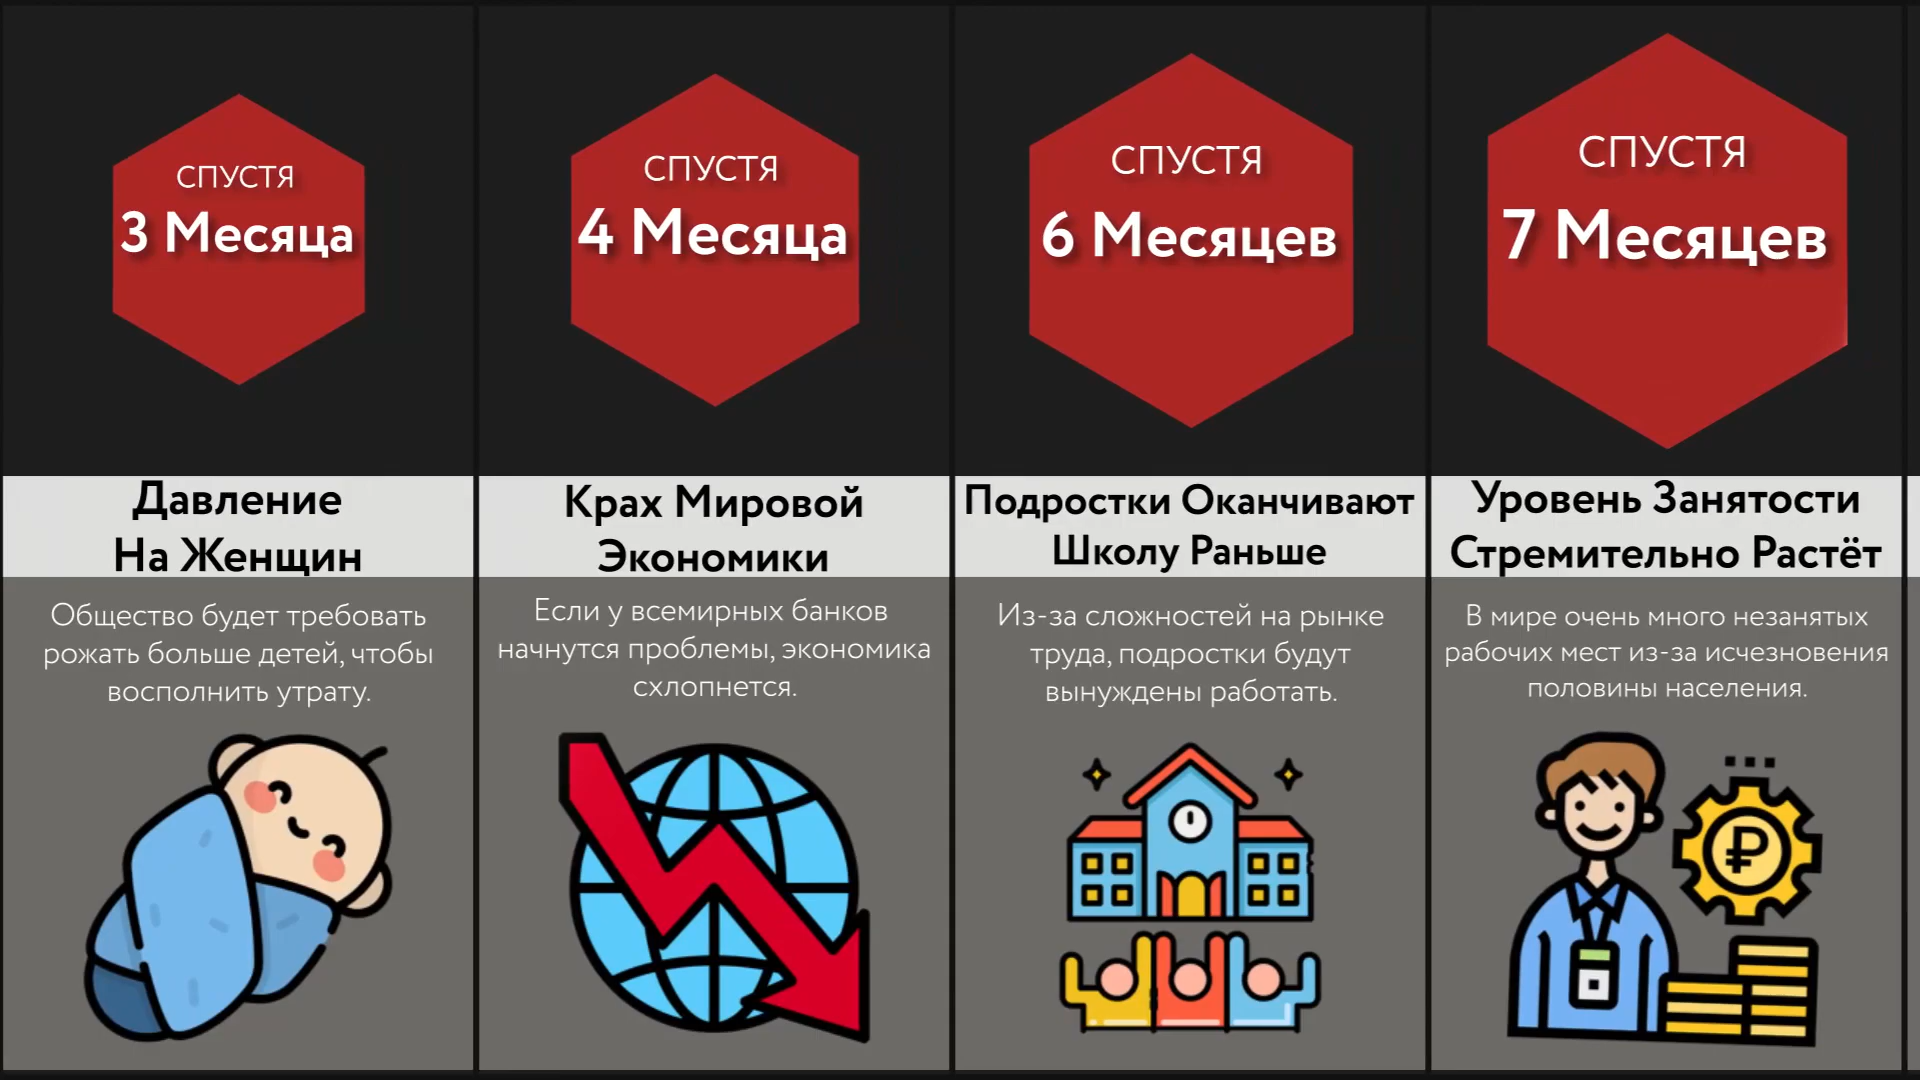 СПУСТЯ
3 Месяца
Давление
На Женщин
Общество будет требовать
рожать больше детей, чтобы
восполнить утрату.
СПУСТЯ
4 Месяца
Крах Мировой
Экономики
Если у всемирных банков
начнутся проблемы, экономика
схлопнется.
СПУСТЯ
6 Месяцев
Подростки Оканчивают
Школу Раньше
Из-за сложностей на рынке
труда, подростки будут
вынуждены работать.
СПУСТЯ
7 Месяцев
Уровень Занятости
Стремительно Растёт
В мире очень много незанятых
рабочих мест из-за исчезновения
половины населения.
₽